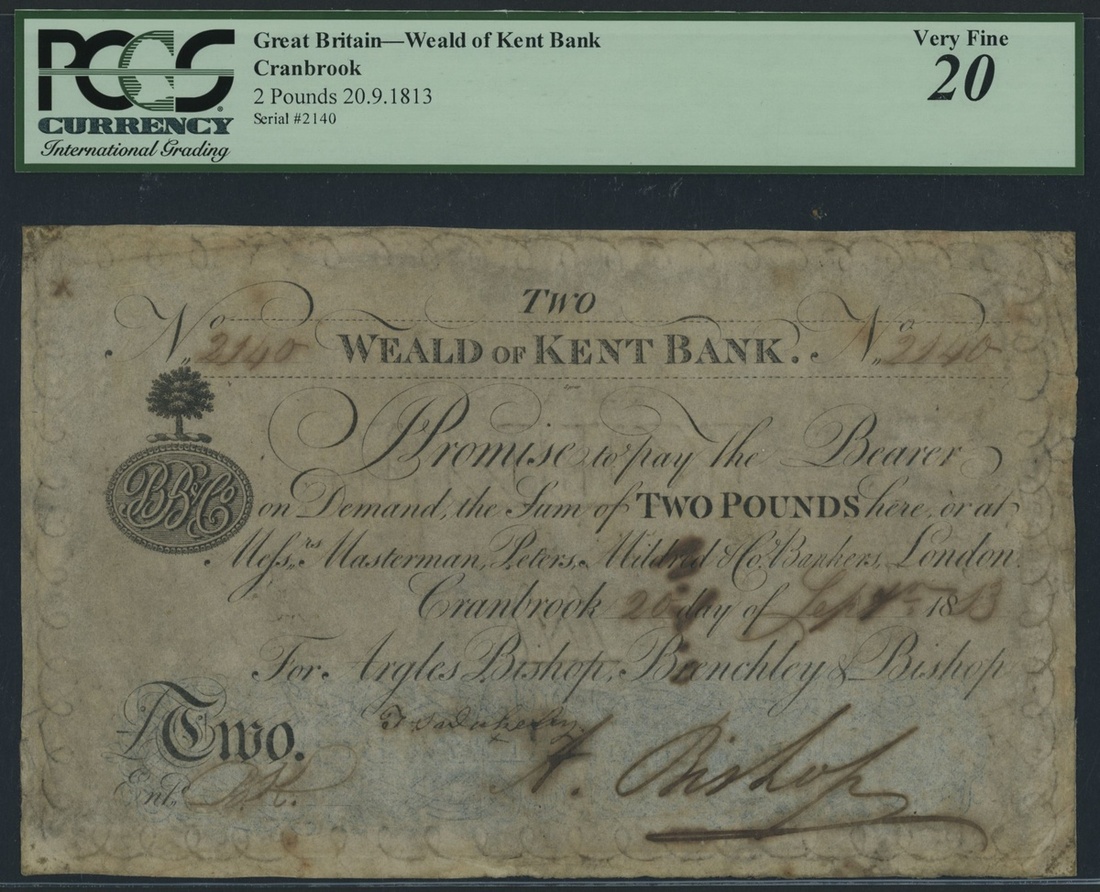 PCGS
CURRENCY
International Grading
Great Britain—Weald of Kent Bank
Cranbrook
2 Pounds 20.9.1813
Serial #2140
Very Fine
20
TWO
No. 2140 WEALD OF KENT BANK. No. 2140
I Promise to pay the Bearer
on Demand, the Sum of TWO POUNDS here, or at
Messrs. Masterman, Peters, Mildred & Co. Bankers, London.
Cranbrook 20 day of Septr 1813
For Argles Bishop, Brenchley & Bishop
BB&Co
£ Two.
A. Bishop
Entd.